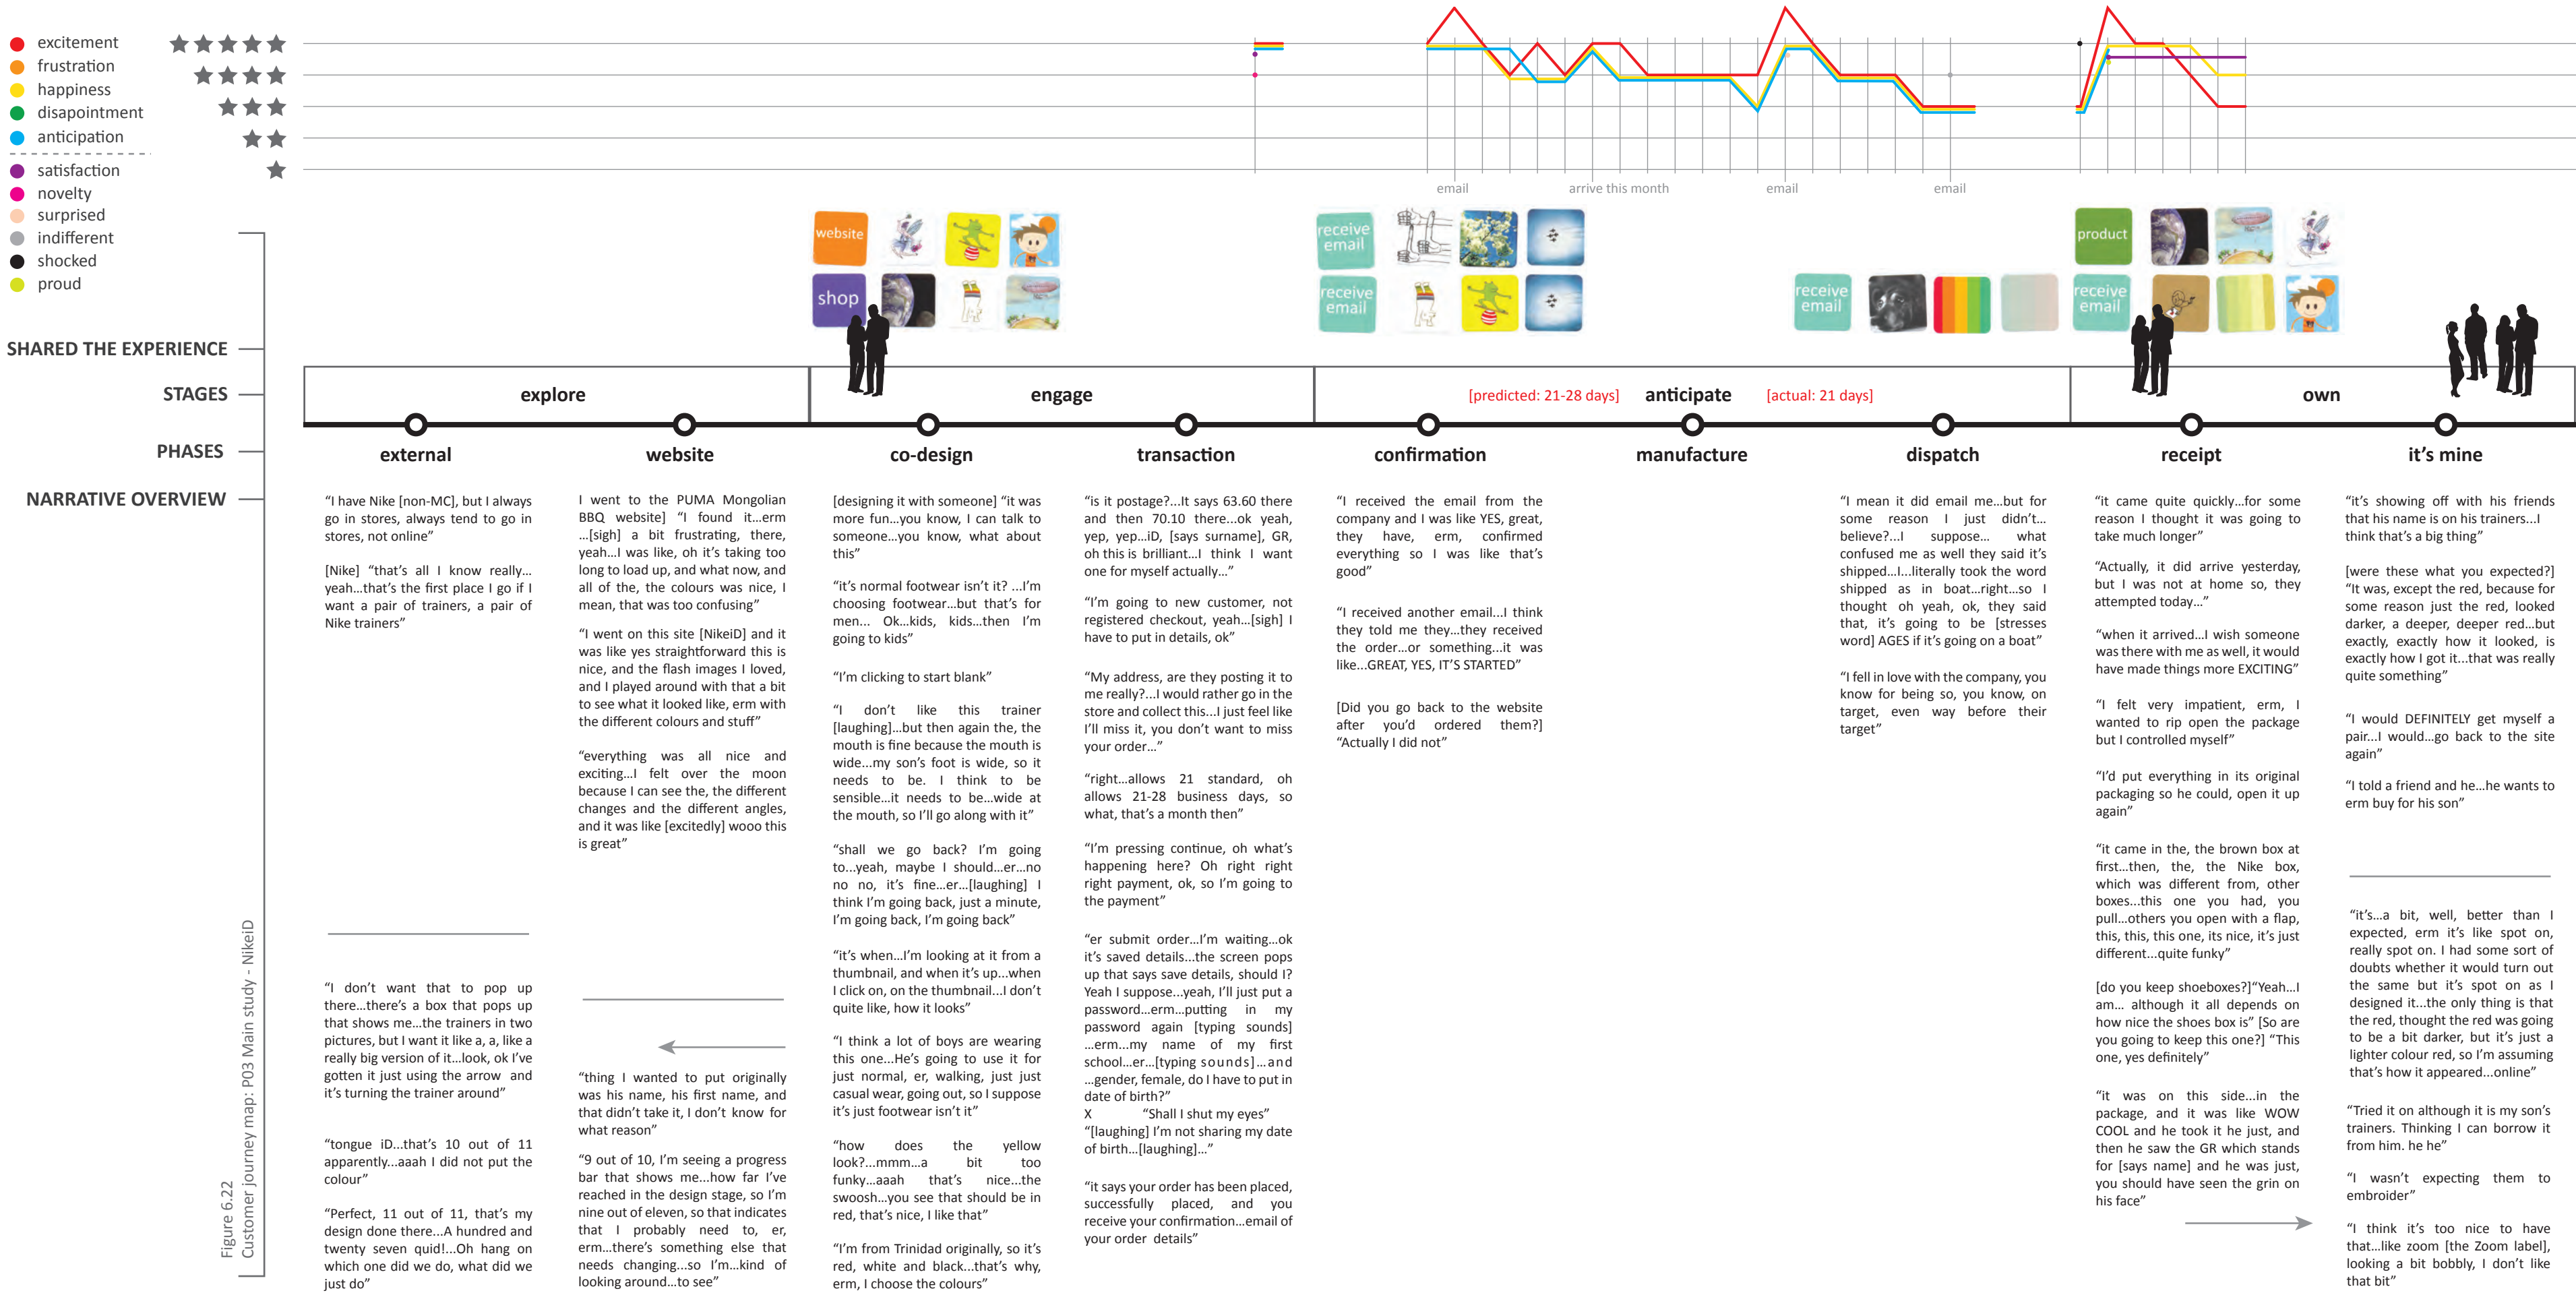 excitement
frustration
happiness
disapointment
anticipation
satisfaction
novelty
surprised
indifferent
shocked
proud
email
arrive this month
email
email
website
shop
receive
email
receive
email
receive
email
product
receive
email
SHARED THE EXPERIENCE
STAGES
explore
engage
[predicted: 21-28 days]
anticipate
[actual: 21 days]
own
PHASES
external
website
co-design
transaction
confirmation
manufacture
dispatch
receipt
it’s mine
NARRATIVE OVERVIEW
“I have Nike [non-MC], but I always
go in stores, always tend to go in
stores, not online”
[Nike] “that’s all I know really…
yeah…that’s the first place I go if I
want a pair of trainers, a pair of
Nike trainers”
“I don’t want that to pop up
there…there’s a box that pops up
that shows me…the trainers in two
pictures, but I want it like a, a, like a
really big version of it…look, ok I’ve
gotten it just using the arrow and
it’s turning the trainer around”
“tongue iD…that’s 10 out of 11
apparently…aaah I did not put the
colour”
“Perfect, 11 out of 11, that’s my
design done there…A hundred and
twenty seven quid!…Oh hang on
which one did we do, what did we
just do”
I went to the PUMA Mongolian
BBQ website] “I found it…erm
…[sigh] a bit frustrating, there,
yeah…I was like, oh it’s taking too
long to load up, and what now, and
all of the, the colours was nice, I
mean, that was too confusing”
“I went on this site [NikeiD] and it
was like yes straightforward this is
nice, and the flash images I loved,
and I played around with that a bit
to see what it looked like, erm with
the different colours and stuff”
“everything was all nice and
exciting…I felt over the moon
because I can see the, the different
changes and the different angles,
and it was like [excitedly] wooo this
is great”
“thing I wanted to put originally
was his name, his first name, and
that didn’t take it, I don’t know for
what reason”
“9 out of 10, I’m seeing a progress
bar that shows me…how far I’ve
reached in the design stage, so I’m
nine out of eleven, so that indicates
that I probably need to, er,
erm…there’s something else that
needs changing…so I’m…kind of
looking around…to see”
[designing it with someone] “it was
more fun…you know, I can talk to
someone…you know, what about
this”
“it’s normal footwear isn’t it? …I’m
choosing footwear…but that’s for
men… Ok…kids, kids…then I’m
going to kids”
“I’m clicking to start blank”
“I don’t like this trainer
[laughing]…but then again the, the
mouth is fine because the mouth is
wide…my son’s foot is wide, so it
needs to be. I think to be
sensible…it needs to be…wide at
the mouth, so I’ll go along with it”
“shall we go back? I’m going
to…yeah, maybe I should…er…no
no no, it’s fine…er…[laughing] I
think I’m going back, just a minute,
I’m going back, I’m going back”
“it’s when…I’m looking at it from a
thumbnail, and when it’s up…when
I click on, on the thumbnail…I don’t
quite like, how it looks”
“I think a lot of boys are wearing
this one…He’s going to use it for
just normal, er, walking, just just
casual wear, going out, so I suppose
it’s just footwear isn’t it”
“how does the yellow
look?…mmm…a bit too
funky…aaah that’s nice…the
swoosh…you see that should be in
red, that’s nice, I like that”
“I’m from Trinidad originally, so it’s
red, white and black…that’s why,
erm, I choose the colours”
“is it postage?…It says 63.60 there
and then 70.10 there…ok yeah,
yep, yep…iD, [says surname], GR,
oh this is brilliant…I think I want
one for myself actually…”
“I’m going to new customer, not
registered checkout, yeah…[sigh] I
have to put in details, ok”
“My address, are they posting it to
me really?…I would rather go in the
store and collect this…I just feel like
I’ll miss it, you don’t want to miss
your order…”
“right…allows 21 standard, oh
allows 21-28 business days, so
what, that’s a month then”
“I’m pressing continue, oh what’s
happening here? Oh right right
right payment, ok, so I’m going to
the payment”
“er submit order…I’m waiting…ok
it’s saved details…the screen pops
up that says save details, should I?
Yeah I suppose…yeah, I’ll just put a
password…erm…putting in my
password again [typing sounds]
…erm…my name of my first
school…er…[typing sounds]…and
…gender, female, do I have to put in
date of birth?”
X “Shall I shut my eyes”
“[laughing] I’m not sharing my date
of birth…[laughing]…”
“it says your order has been placed,
successfully placed, and you
receive your confirmation…email of
your order details”
“I received the email from the
company and I was like YES, great,
they have, erm, confirmed
everything so I was like that’s
good”
“I received another email…I think
they told me they…they received
the order…or something…it was
like…GREAT, YES, IT’S STARTED”
[Did you go back to the website
after you’d ordered them?]
“Actually I did not”
“I mean it did email me…but for
some reason I just didn’t…
believe?…I suppose… what
confused me as well they said it’s
shipped…I…literally took the word
shipped as in boat…right…so I
thought oh yeah, ok, they said
that, it’s going to be [stresses
word] AGES if it’s going on a boat”
“I fell in love with the company, you
know for being so, you know, on
target, even way before their
target”
“it came quite quickly…for some
reason I thought it was going to
take much longer”
“Actually, it did arrive yesterday,
but I was not at home so, they
attempted today…”
“when it arrived…I wish someone
was there with me as well, it would
have made things more EXCITING”
“I felt very impatient, erm, I
wanted to rip open the package
but I controlled myself”
“I’d put everything in its original
packaging so he could, open it up
again”
“it came in the, the brown box at
first…then, the, the Nike box,
which was different from, other
boxes…this one you had, you
pull…others you open with a flap,
this, this, this one, its nice, it’s just
different…quite funky”
[do you keep shoeboxes?]“Yeah…I
am… although it all depends on
how nice the shoes box is” [So are
you going to keep this one?] “This
one, yes definitely”
“it was on this side…in the
package, and it was like WOW
COOL and he took it he just, and
then he saw the GR which stands
for [says name] and he was just,
you should have seen the grin on
his face”
“it’s showing off with his friends
that his name is on his trainers…I
think that’s a big thing”
[were these what you expected?]
“It was, except the red, because for
some reason just the red, looked
darker, a deeper, deeper red…but
exactly, exactly how it looked, is
exactly how I got it…that was really
quite something”
“I would DEFINITELY get myself a
pair…I would…go back to the site
again”
“I told a friend and he…he wants to
erm buy for his son”
“it’s…a bit, well, better than I
expected, erm it’s like spot on,
really spot on. I had some sort of
doubts whether it would turn out
the same but it’s spot on as I
designed it…the only thing is that
the red, thought the red was going
to be a bit darker, but it’s just a
lighter colour red, so I’m assuming
that’s how it appeared…online”
“Tried it on although it is my son’s
trainers. Thinking I can borrow it
from him. he he”
“I wasn’t expecting them to
embroider”
“I think it’s too nice to have
that…like zoom [the Zoom label],
looking a bit bobbly, I don’t like
that bit”
Figure 6.22
Customer journey map: P03 Main study - NikeiD